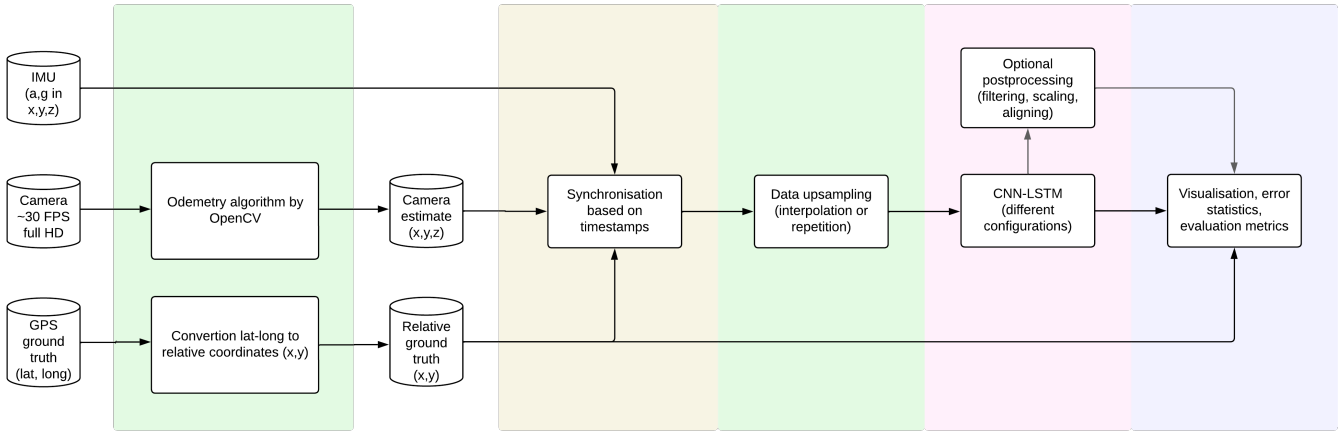 IMU
(a,g in
x,y,z)
Camera
~30 FPS
full HD
GPS
ground
truth
(lat, long)
Odemetry algorithm by
OpenCV
Convertion lat-long to
relative coordinates (x,y)
Camera
estimate
(x,y,z)
Relative
ground
truth
(x,y)
Synchronisation
based on
timestamps
Data upsampling
(interpolation or
repetition)
Optional
postprocessing
(filtering, scaling,
aligning)
CNN-LSTM
(different
configurations)
Visualisation, error
statistics,
evaluation metrics